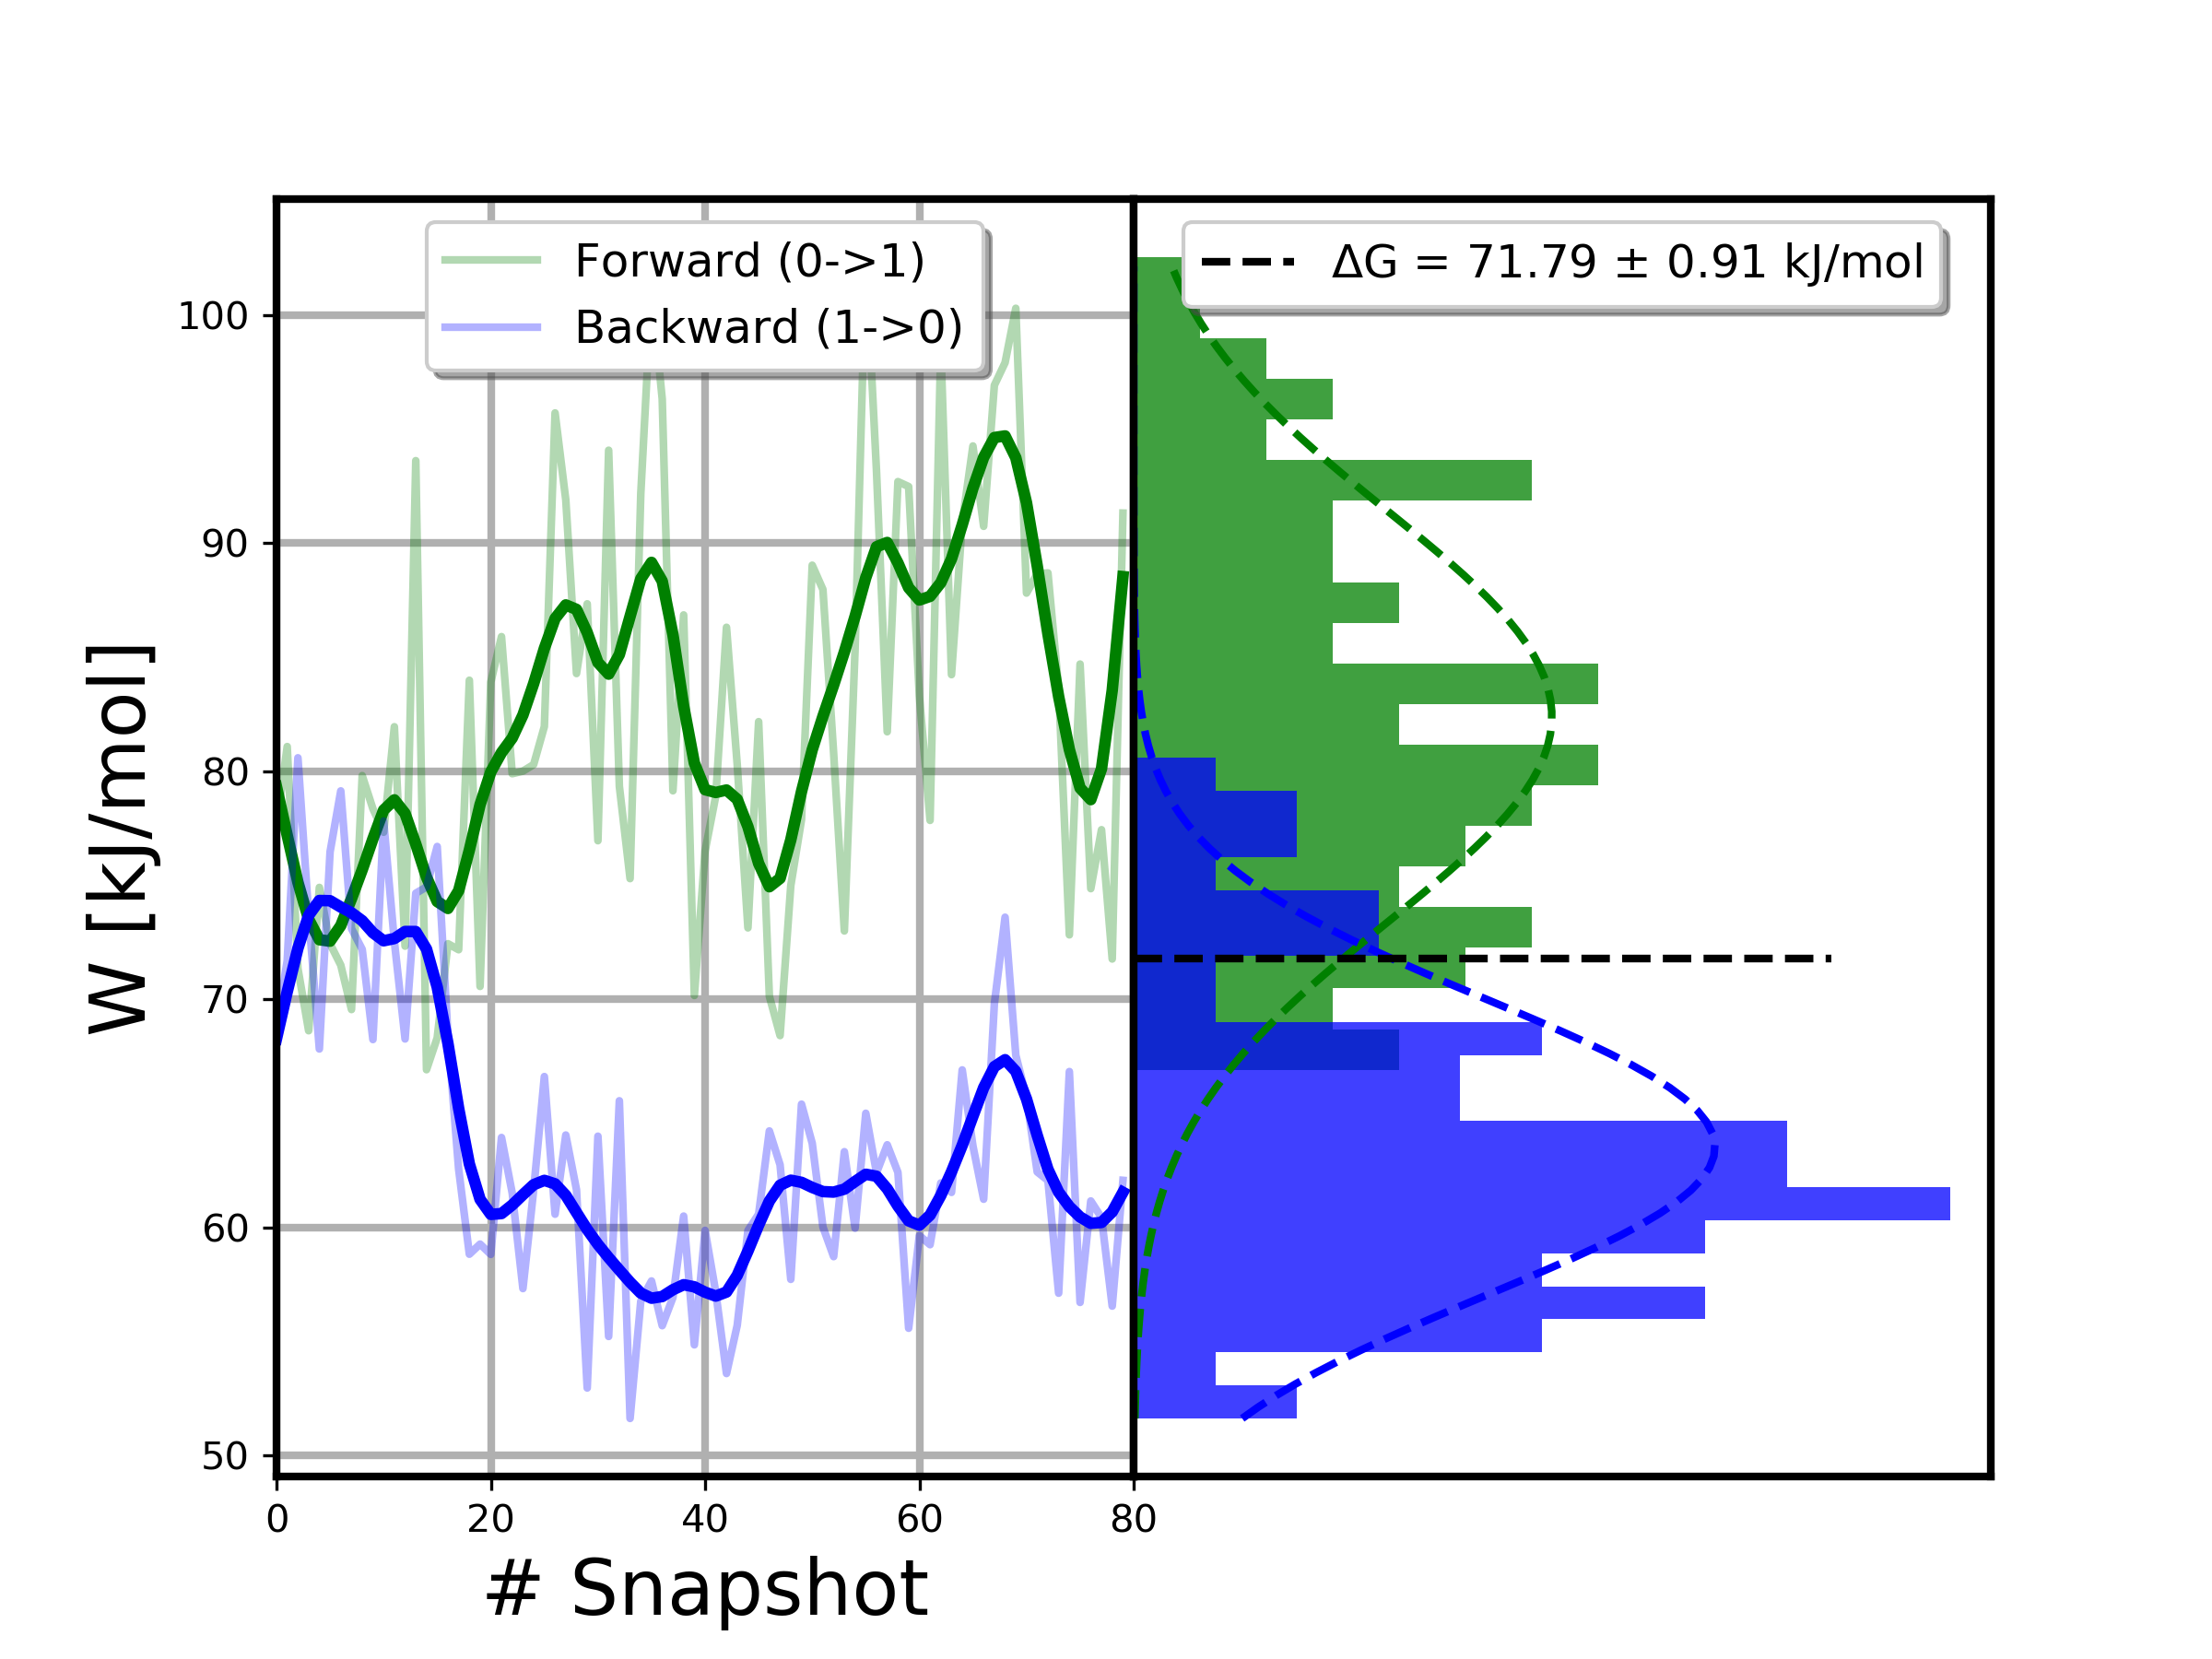 Forward (0->1)
Backward (1->0)
ΔG = 71.79 ± 0.91 kJ/mol
W [kJ/mol]
100
90
80
70
60
50
0 20 40 60 80
# Snapshot